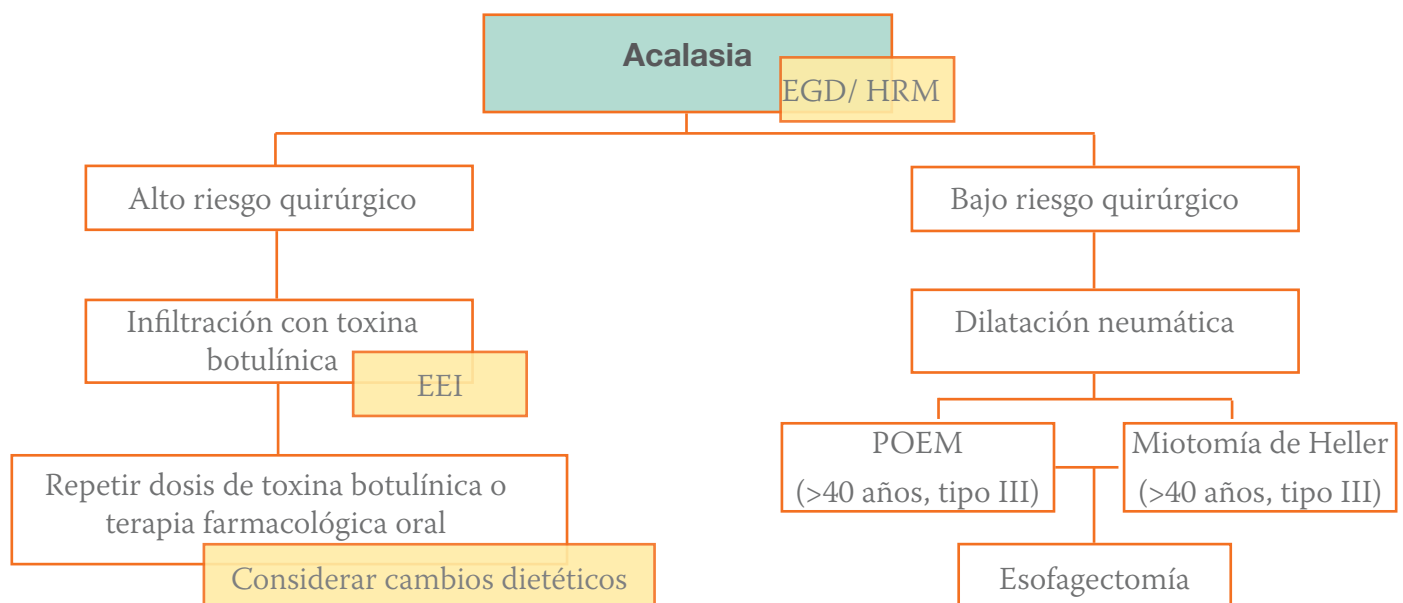 Acalasia
EGD/ HRM
Alto riesgo quirúrgico
Bajo riesgo quirúrgico
Infiltración con toxina
botulínica
EEI
Dilatación neumática
Repetir dosis de toxina botulínica o
terapia farmacológica oral
Considerar cambios dietéticos
POEM
(>40 años, tipo III)
Miotomía de Heller
(>40 años, tipo III)
Esofagectomía